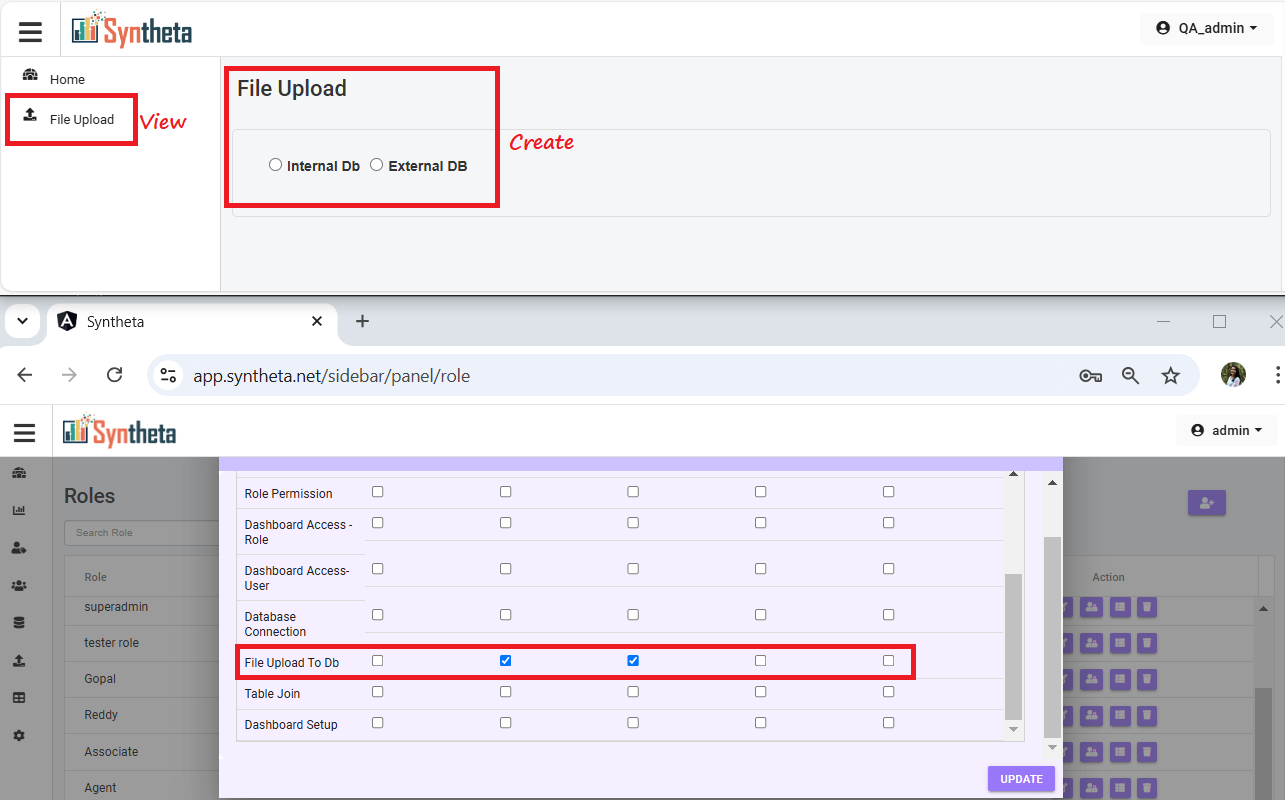 Syntheta
QA_admin
Home
File Upload
View
File Upload
Create
Internal Db
External DB
Syntheta
app.syntheta.net/sidebar/panel/role
Syntheta
admin
Roles
Search Role
Role
Action
superadmin
tester role
Gopal
Reddy
Associate
Agent
Role Permission
Dashboard Access -
Role
Dashboard Access-
User
Database
Connection
File Upload To Db
Table Join
Dashboard Setup
UPDATE